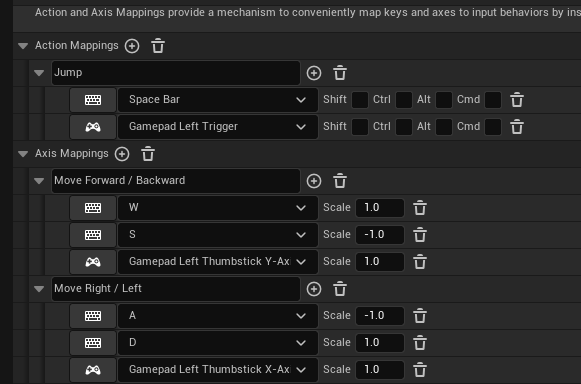 Action and Axis Mappings provide a mechanism to conveniently map keys and axes to input behaviors by ins
Action Mappings
Jump
Space Bar Shift Ctrl Alt Cmd
Gamepad Left Trigger Shift Ctrl Alt Cmd
Axis Mappings
Move Forward / Backward
W Scale 1.0
S Scale -1.0
Gamepad Left Thumbstick Y-Axi Scale 1.0
Move Right / Left
A Scale -1.0
D Scale 1.0
Gamepad Left Thumbstick X-Axi Scale 1.0